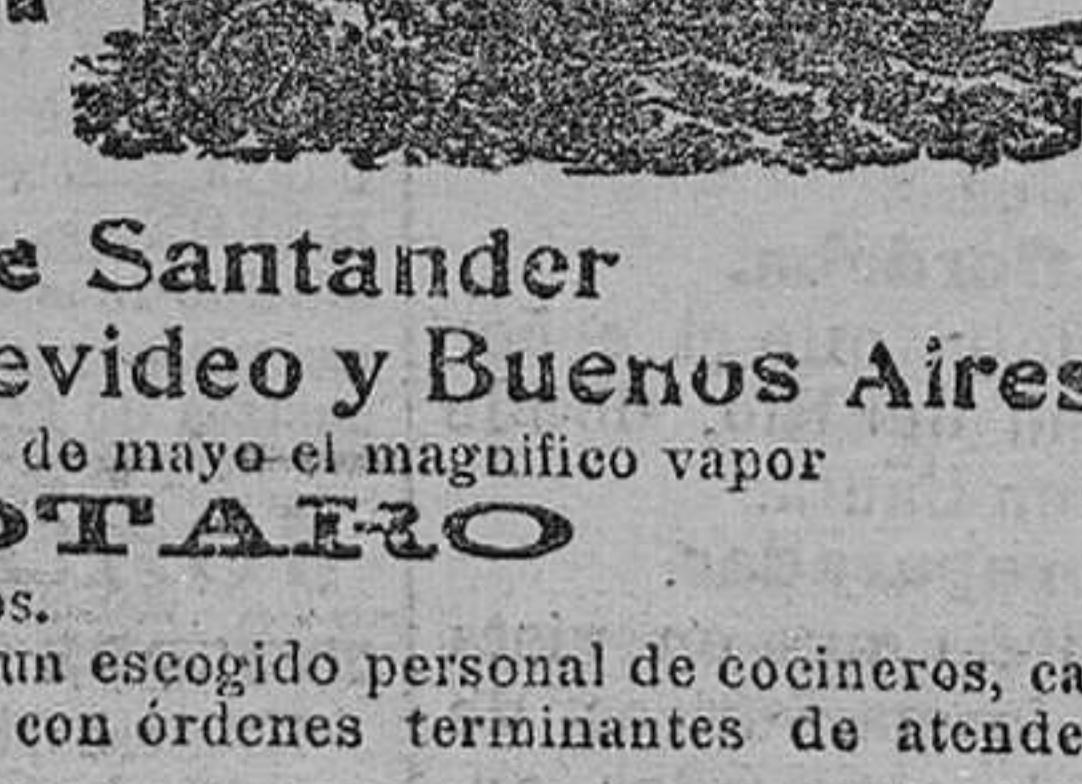 e Santander
evideo y Buenos Aires
de mayo el magnifico vapor
OTARO
os.
un escogido personal de cocineros, ca
con órdenes terminantes de atende